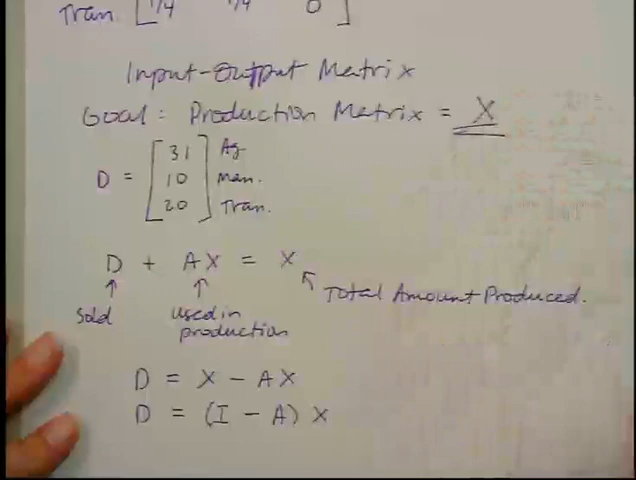 Tran. [ 1/4 1/4 0 ]
Input-Output Matrix
Goal: Production Matrix = X
D = [ 31 ] Ag
10 Man.
20 Tran.
D + AX = X
Total Amount Produced.
Sold
used in
production
D = X - AX
D = (I - A) X